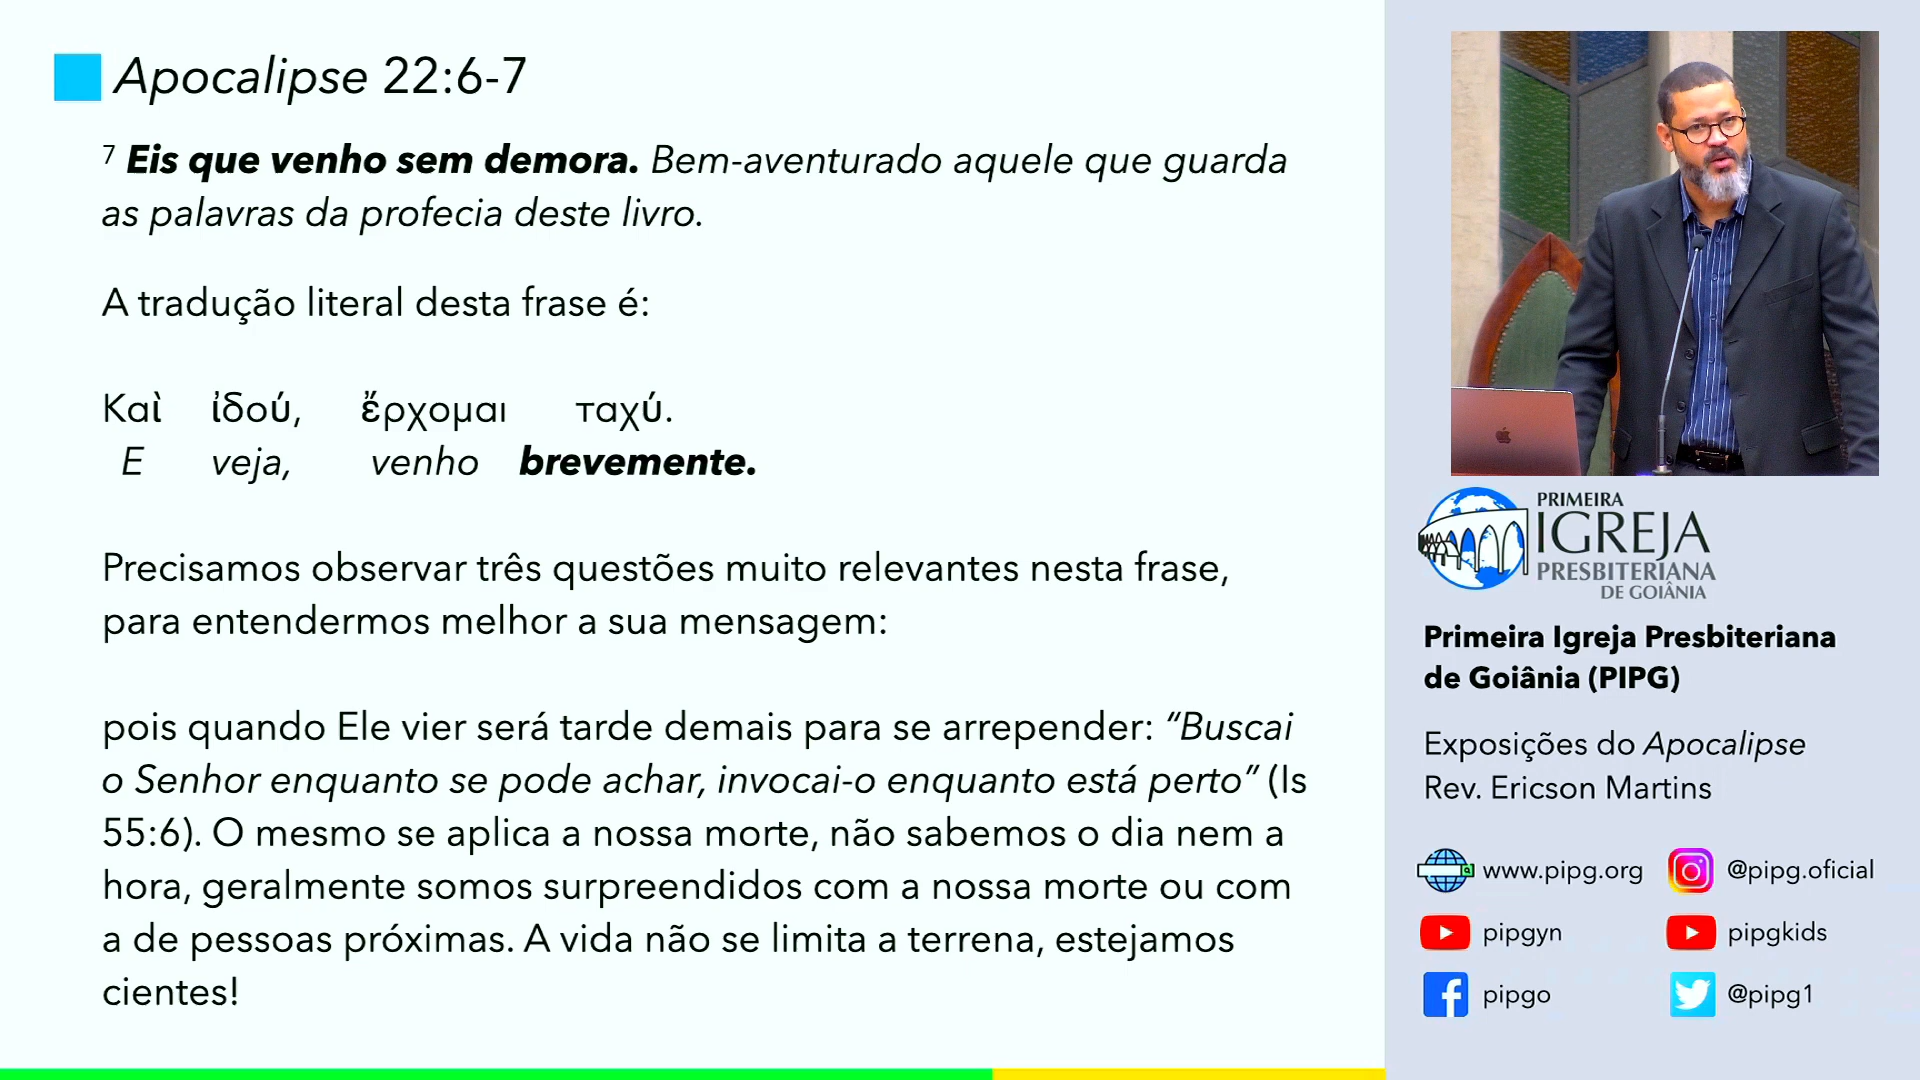 Apocalipse 22:6-7
7 Eis que venho sem demora. Bem-aventurado aquele que guarda
as palavras da profecia deste livro.
A tradução literal desta frase é:
Καὶ ἰδού, ἔρχομαι ταχύ.
E veja, venho brevemente.
Precisamos observar três questões muito relevantes nesta frase,
para entendermos melhor a sua mensagem:
pois quando Ele vier será tarde demais para se arrepender: “Buscai
o Senhor enquanto se pode achar, invocai-o enquanto está perto” (Is
55:6). O mesmo se aplica a nossa morte, não sabemos o dia nem a
hora, geralmente somos surpreendidos com a nossa morte ou com
a de pessoas próximas. A vida não se limita a terrena, estejamos
cientes!
PRIMEIRA
IGREJA
PRESBITERIANA
DE GOIÂNIA
Primeira Igreja Presbiteriana
de Goiânia (PIPG)
Exposições do Apocalipse
Rev. Ericson Martins
www.pipg.org @pipg.oficial
pipgyn pipgkids
pipgo @pipg1